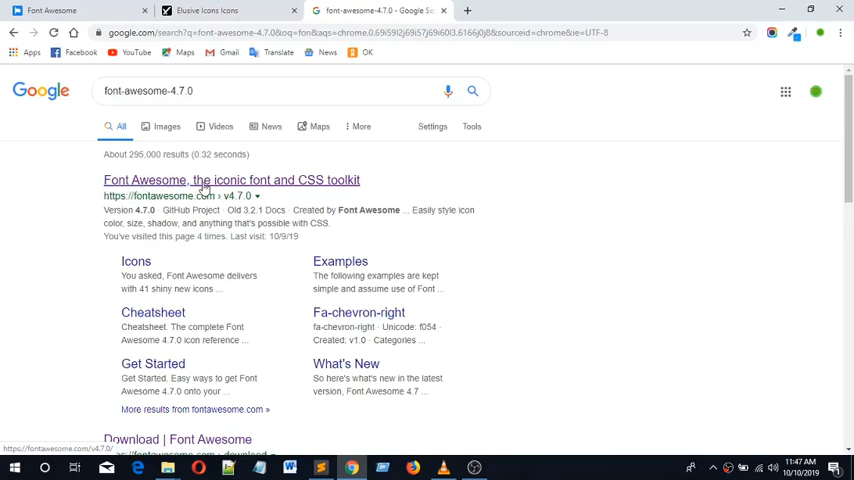 Font Awesome
Elusive Icons Icons
font-awesome-4.7.0 - Google Se
google.com/search?q=font-awesome-4.7.0&oq=fon&aqs=chrome.0.69i59l2j69i57j69i60l3.6166j0j8&sourceid=chrome&ie=UTF-8
Apps Facebook YouTube Maps Gmail Translate News OK
Google
font-awesome-4.7.0
All Images Videos News Maps More Settings Tools
About 295,000 results (0.32 seconds)
Font Awesome, the iconic font and CSS toolkit
https://fontawesome.com › v4.7.0
Version 4.7.0 · GitHub Project · Old 3.2.1 Docs · Created by Font Awesome ... Easily style icon
color, size, shadow, and anything that's possible with CSS.
You've visited this page 4 times. Last visit: 10/9/19
Icons
You asked, Font Awesome delivers
with 41 shiny new icons ...
Examples
The following examples are kept
simple and assume use of Font ...
Cheatsheet
Cheatsheet. The complete Font
Awesome 4.7.0 icon reference ...
Fa-chevron-right
fa-chevron-right · Unicode: f054 ·
Created: v1.0 · Categories ...
Get Started
Get Started. Easy ways to get Font
Awesome 4.7.0 onto your ...
What's New
So here's what's new in the latest
version, Font Awesome 4.7 ...
More results from fontawesome.com »
Download | Font Awesome
https://fontawesome.com/v4.7.0/
11:47 AM
10/10/2019